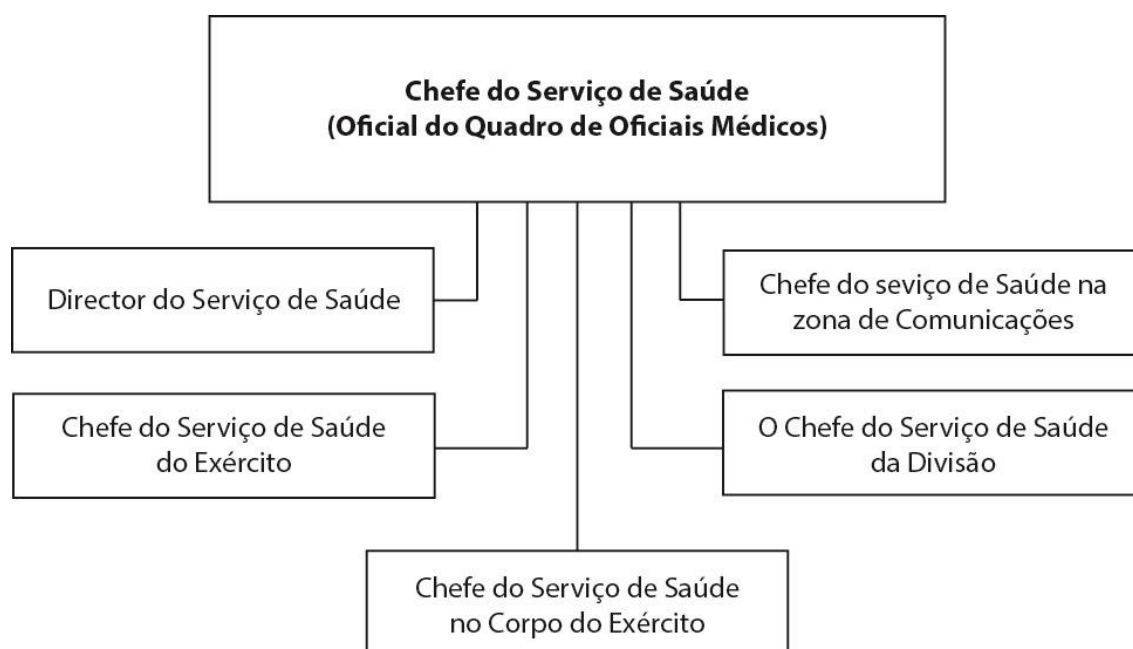 Chefe do Serviço de Saúde
(Oficial do Quadro de Oficiais Médicos)
Director do Serviço de Saúde
Chefe do seviço de Saúde na
zona de Comunicações
Chefe do Serviço de Saúde
do Exército
O Chefe do Serviço de Saúde
da Divisão
Chefe do Serviço de Saúde
no Corpo do Exército